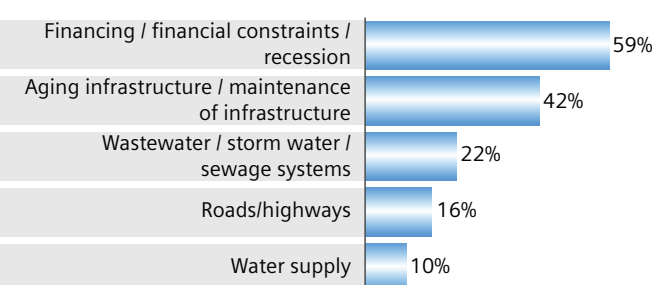 Financing / financial constraints /
recession
59%
Aging infrastructure / maintenance
of infrastructure
42%
Wastewater / storm water /
sewage systems
22%
Roads/highways
16%
Water supply
10%